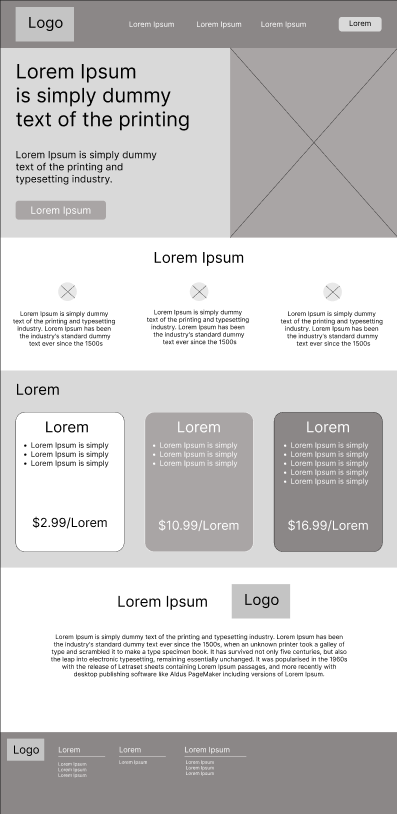 Logo
Lorem Ipsum
Lorem Ipsum
Lorem Ipsum
Lorem
Lorem Ipsum
is simply dummy
text of the printing
Lorem Ipsum is simply dummy
text of the printing and
typesetting industry.
Lorem Ipsum
Lorem Ipsum
Lorem Ipsum is simply dummy
text of the printing and typesetting
industry. Lorem Ipsum has been
the industry's standard dummy
text ever since the 1500s
Lorem Ipsum is simply dummy
text of the printing and typesetting
industry. Lorem Ipsum has been
the industry's standard dummy
text ever since the 1500s
Lorem Ipsum is simply dummy
text of the printing and typesetting
industry. Lorem Ipsum has been
the industry's standard dummy
text ever since the 1500s
Lorem
Lorem
• Lorem Ipsum is simply
• Lorem Ipsum is simply
• Lorem Ipsum is simply
$2.99/Lorem
Lorem
• Lorem Ipsum is simply
• Lorem Ipsum is simply
• Lorem Ipsum is simply
$10.99/Lorem
Lorem
• Lorem Ipsum is simply
• Lorem Ipsum is simply
• Lorem Ipsum is simply
• Lorem Ipsum is simply
• Lorem Ipsum is simply
$16.99/Lorem
Lorem Ipsum
Logo
Lorem Ipsum is simply dummy text of the printing and typesetting industry. Lorem Ipsum has been
the industry's standard dummy text ever since the 1500s, when an unknown printer took a galley of
type and scrambled it to make a type specimen book. It has survived not only five centuries, but also
the leap into electronic typesetting, remaining essentially unchanged. It was popularised in the 1960s
with the release of Letraset sheets containing Lorem Ipsum passages, and more recently with
desktop publishing software like Aldus PageMaker including versions of Lorem Ipsum.
Logo
Lorem
Lorem Ipsum
Lorem Ipsum
Lorem Ipsum
Lorem
Lorem Ipsum
Lorem Ipsum
Lorem Ipsum
Lorem Ipsum
Lorem Ipsum